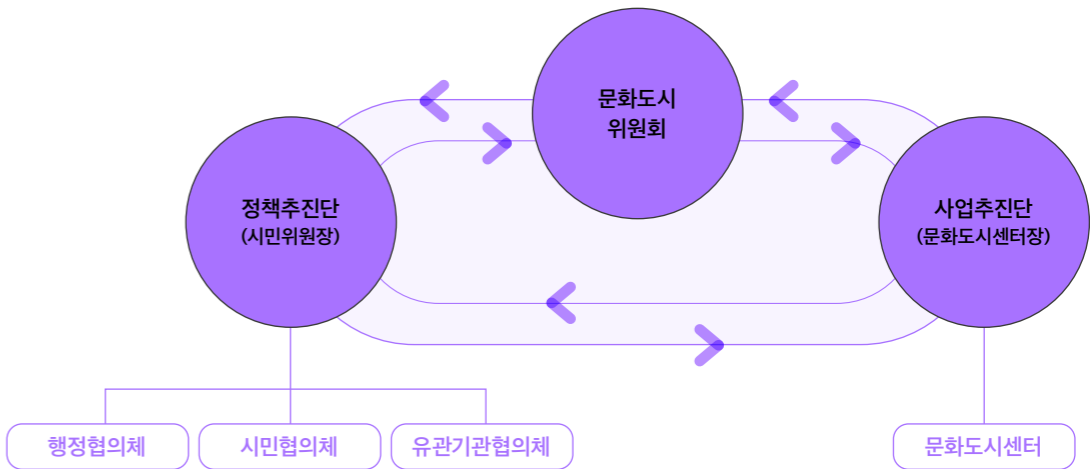 문화도시
위원회
정책추진단
(시민위원장)
사업추진단
(문화도시센터장)
행정협의체
시민협의체
유관기관협의체
문화도시센터